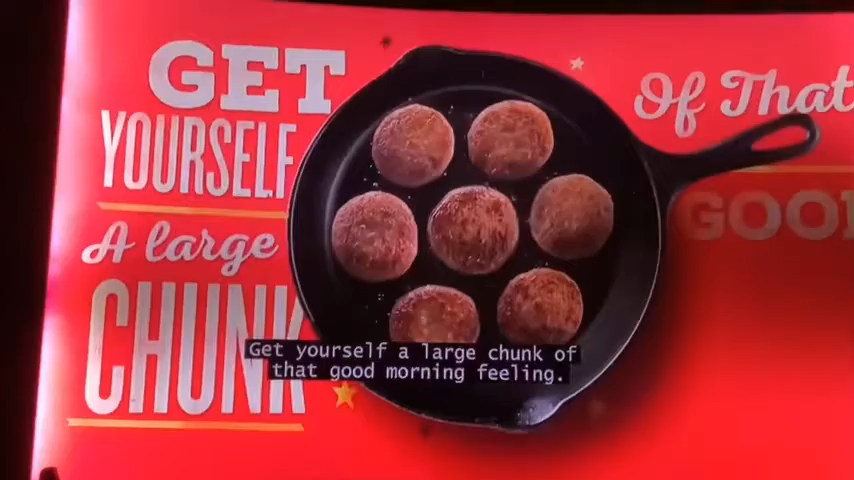 GET
YOURSELF
A large
CHUNK
Of That
GOOD
Get yourself a large chunk of
that good morning feeling.